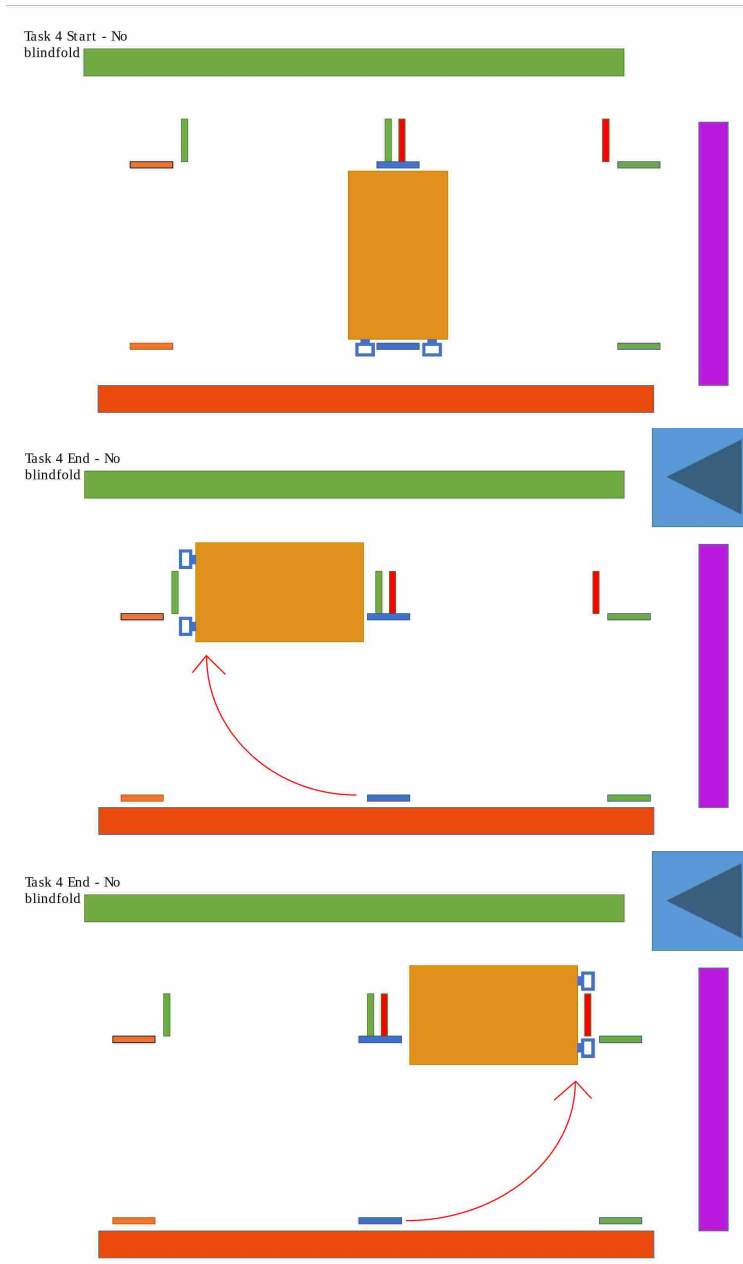 Task 4 Start - No
blindfold
Task 4 End - No
blindfold
Task 4 End - No
blindfold